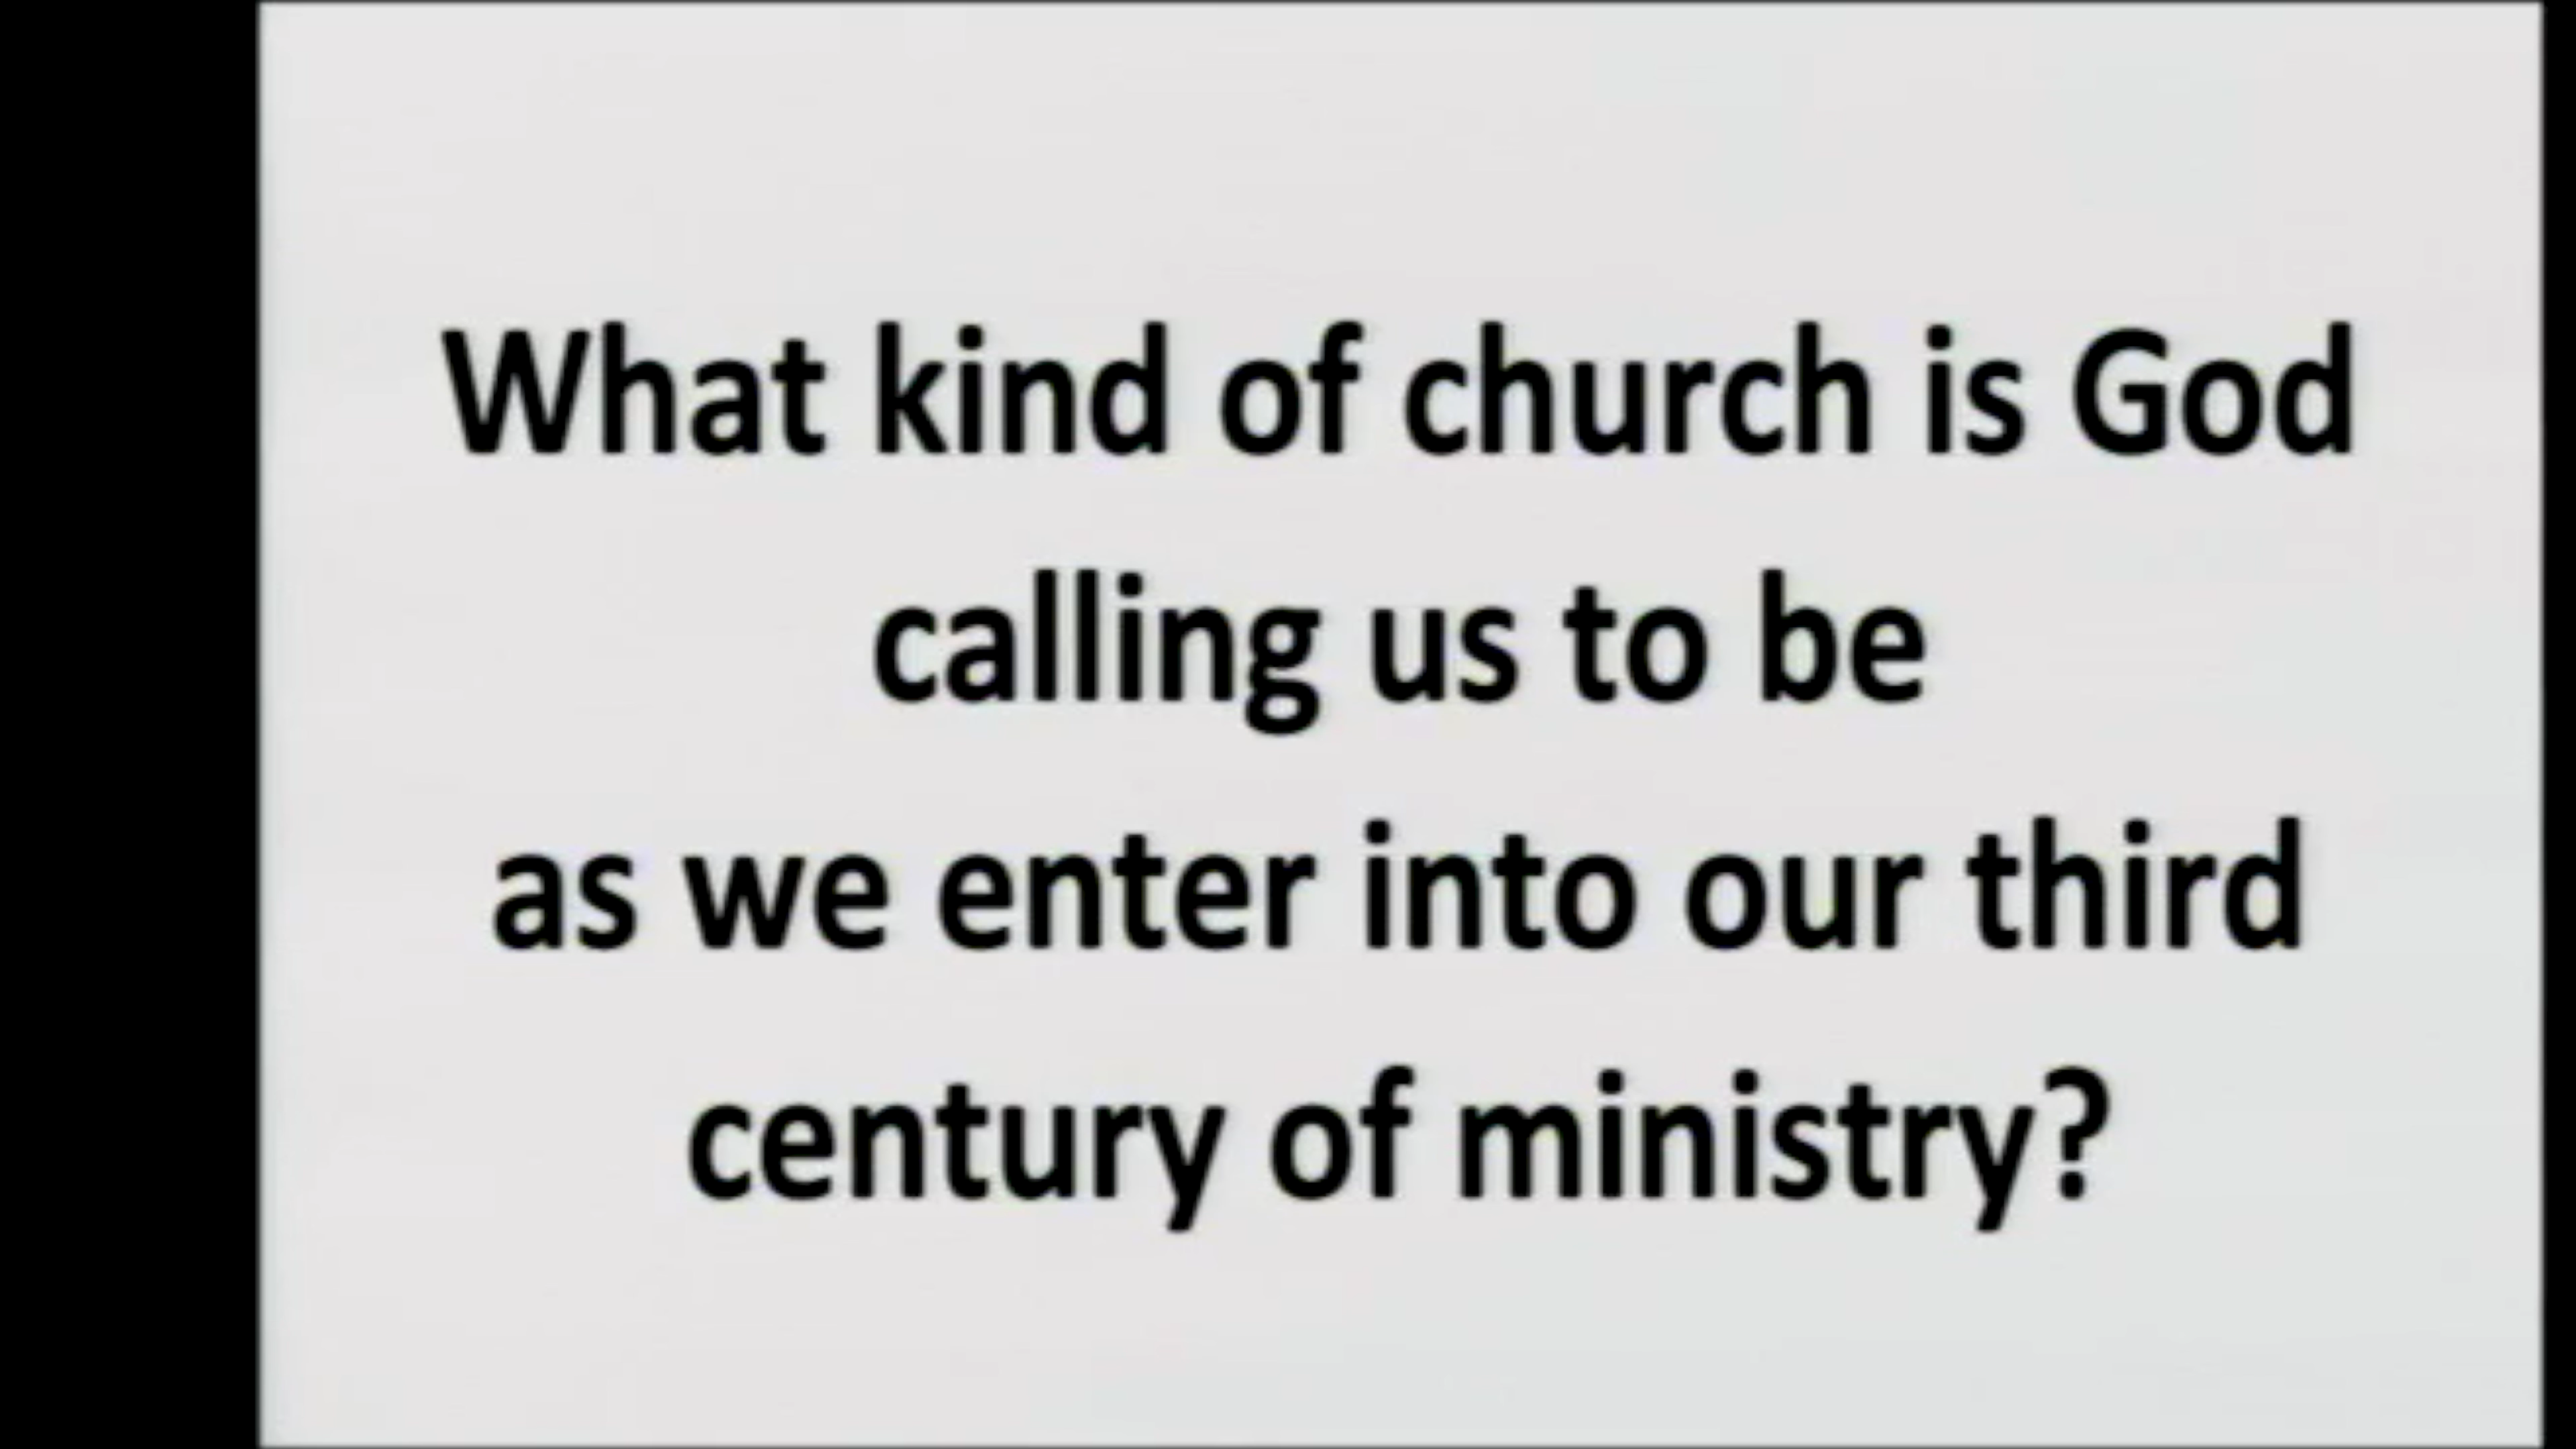 What kind of church is God
calling us to be
as we enter into our third
century of ministry?